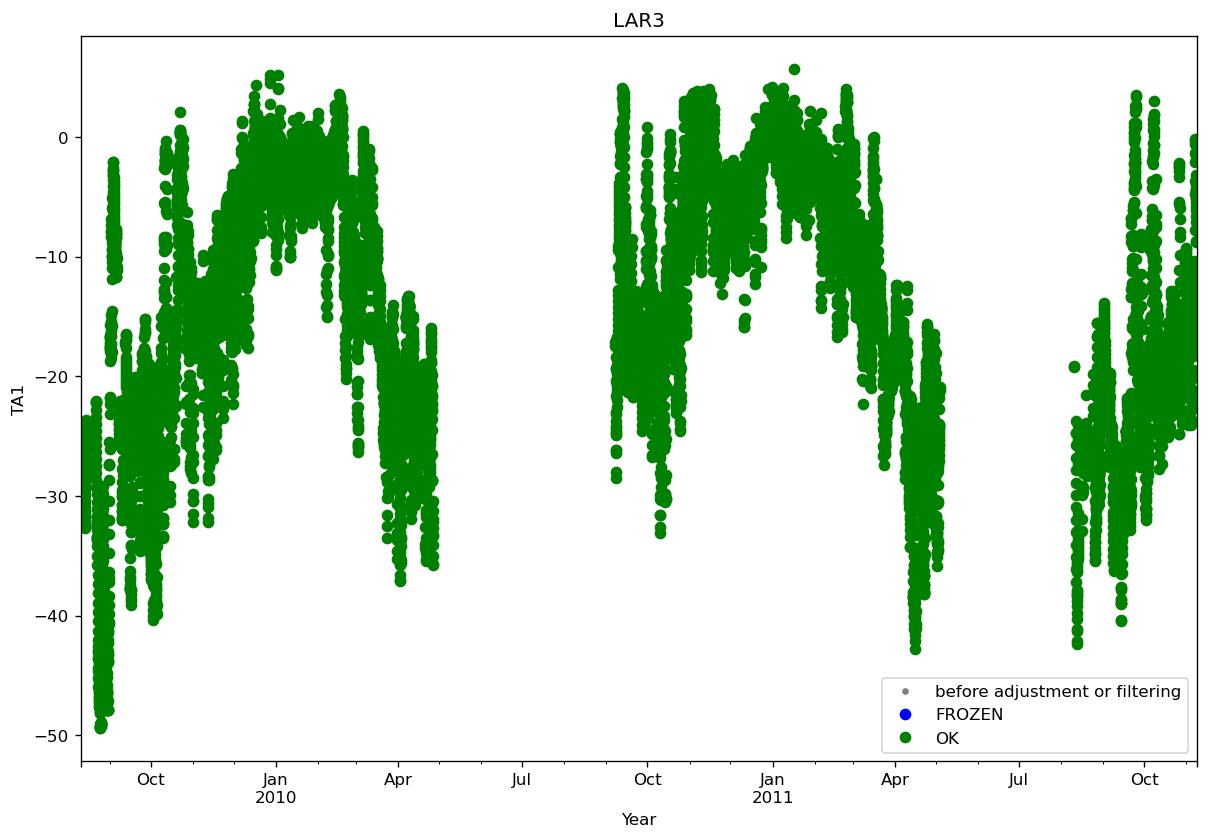 LAR3
TA1
0
−10
−20
−30
−40
−50
before adjustment or filtering
FROZEN
OK
Oct Jan Apr Jul Oct Jan Apr Jul Oct
2010 2011
Year